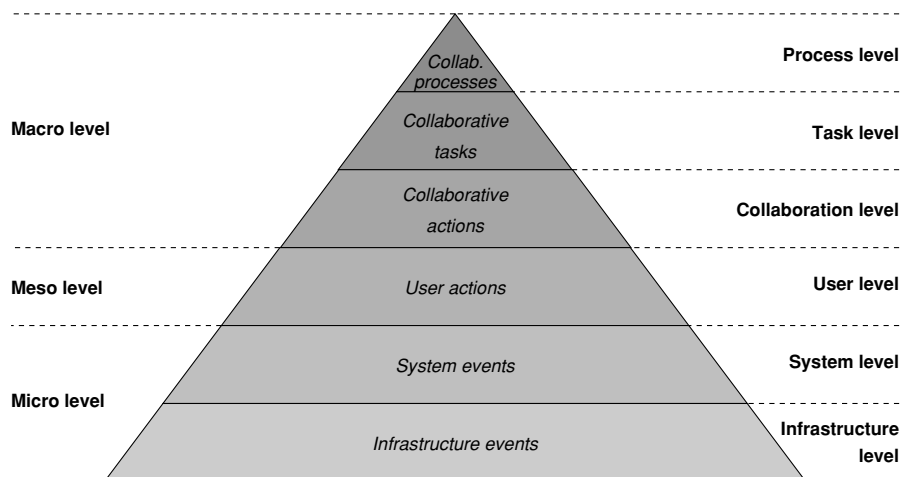 Process level
Collab.
processes
Macro level
Collaborative
tasks
Task level
Collaborative
actions
Collaboration level
Meso level
User actions
User level
System events
System level
Micro level
Infrastructure events
Infrastructure
level